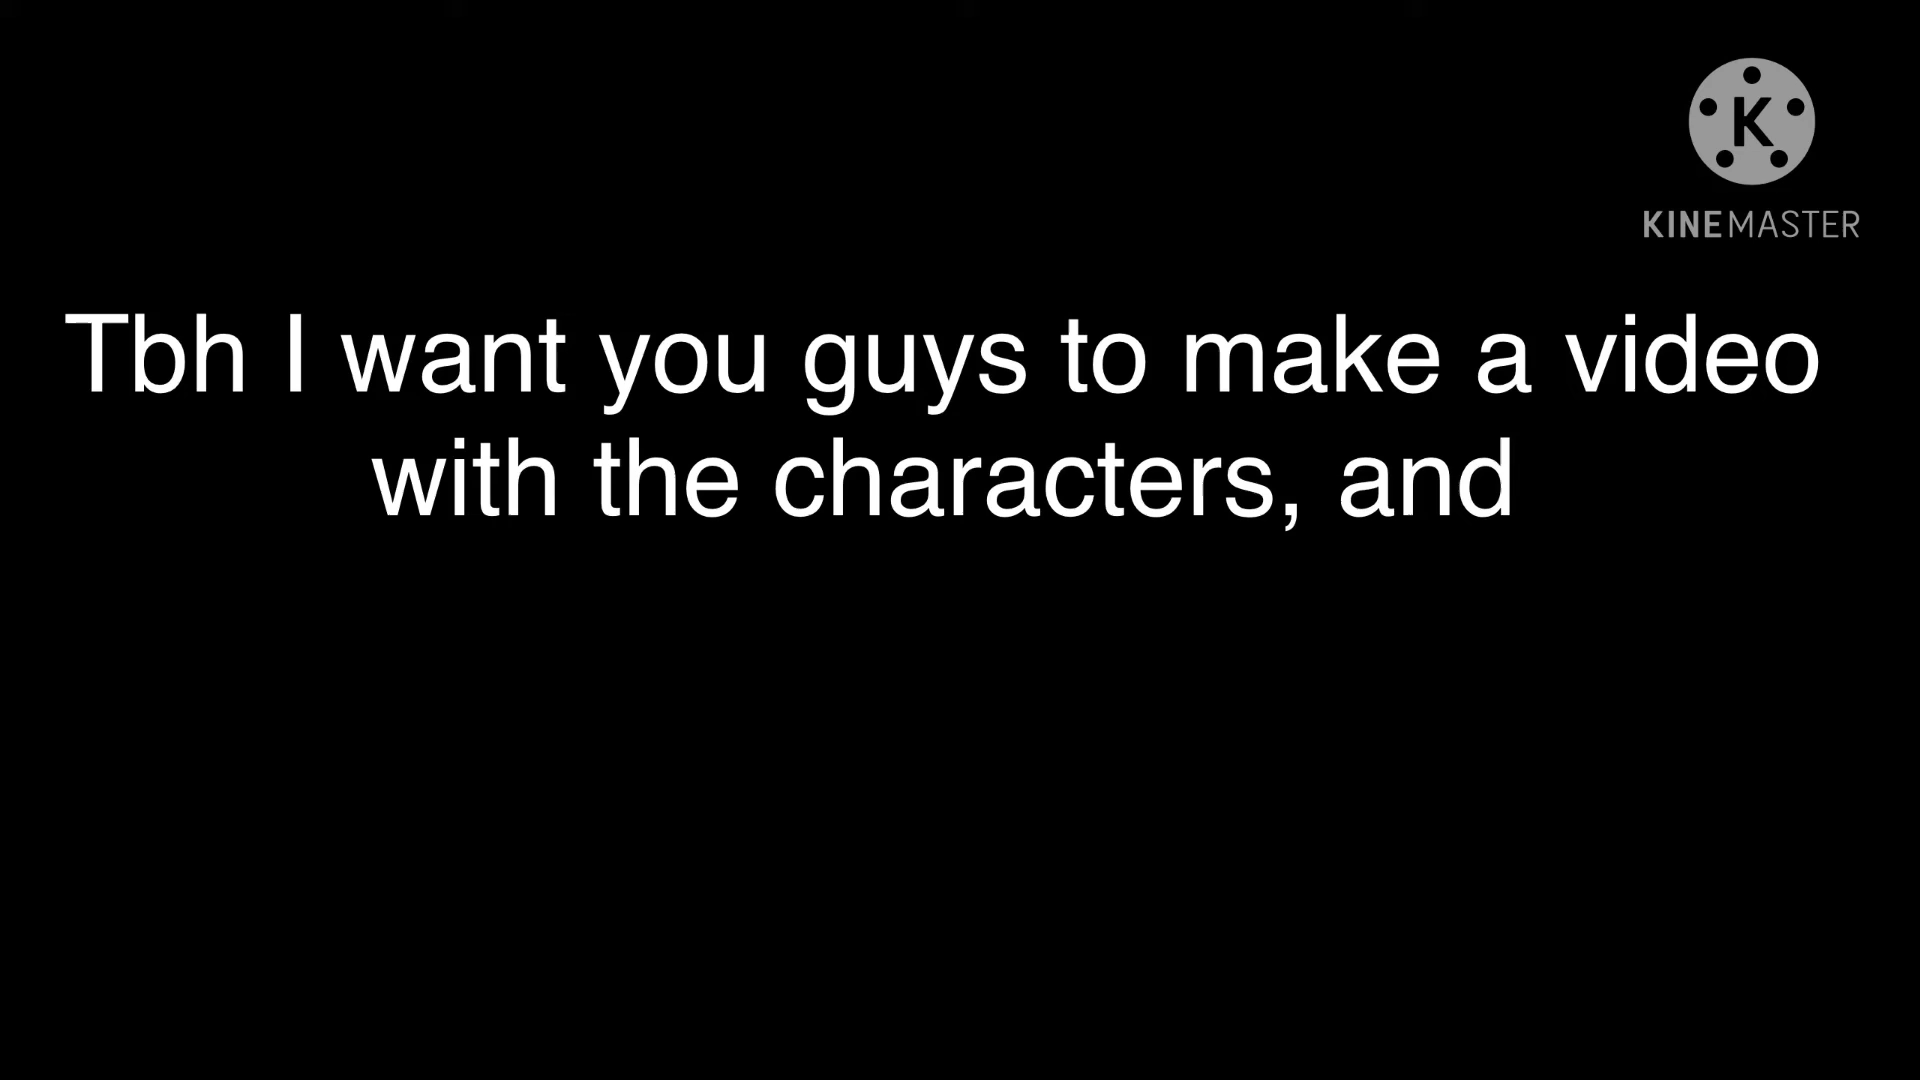 K
KINEMASTER
Tbh I want you guys to make a video
with the characters, and